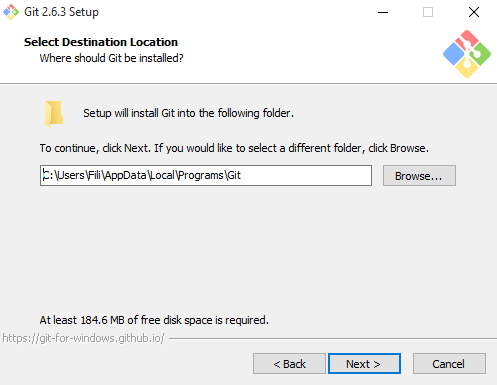 Git 2.6.3 Setup
Select Destination Location
Where should Git be installed?
Setup will install Git into the following folder.
To continue, click Next. If you would like to select a different folder, click Browse.
C:\Users\Fili\AppData\Local\Programs\Git
Browse...
At least 184.6 MB of free disk space is required.
https://git-for-windows.github.io/
< Back
Next >
Cancel